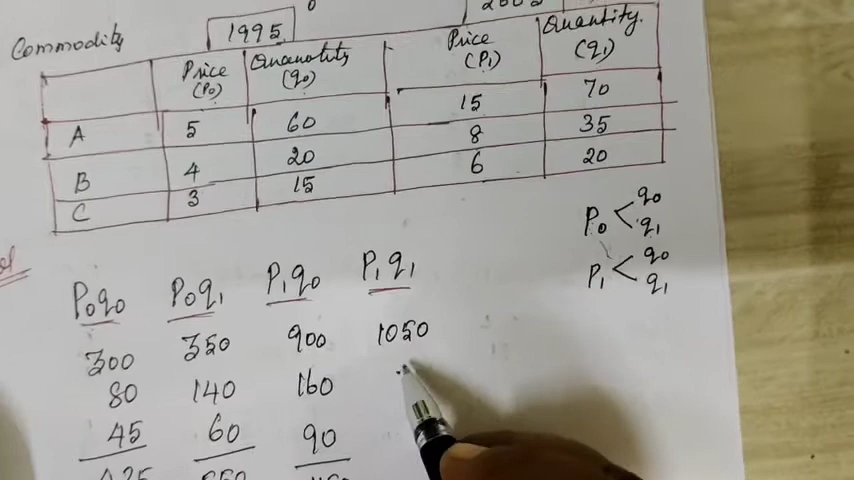 1995
Commodity Price (P0) Quanotity (q0) Price (P1) Quantity. (q1)
A 5 60 15 70
B 4 20 8 35
C 3 15 6 20
P0 < q0 q1
P1 < q0 q1
P0q0 P0q1 P1q0 P1q1
300 350 900 1050
80 140 160
45 60 90